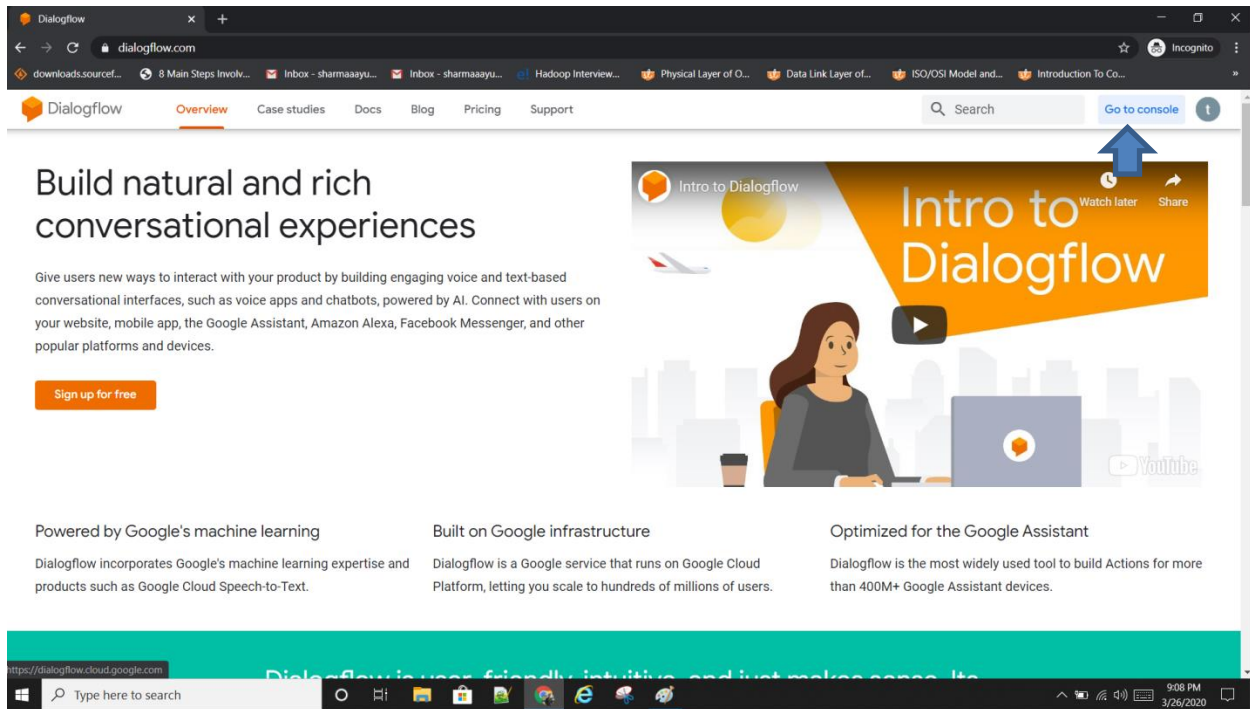 Dialogflow
dialogflow.com
Incognito
downloads.sourcef...
8 Main Steps Involv...
Inbox - sharmaaayu...
Inbox - sharmaaayu...
Hadoop Interview...
Physical Layer of O...
Data Link Layer of...
ISO/OSI Model and...
Introduction To Co...
Dialogflow
Overview
Case studies
Docs
Blog
Pricing
Support
Search
Go to console
t
Build natural and rich
conversational experiences
Give users new ways to interact with your product by building engaging voice and text-based
conversational interfaces, such as voice apps and chatbots, powered by AI. Connect with users on
your website, mobile app, the Google Assistant, Amazon Alexa, Facebook Messenger, and other
popular platforms and devices.
Sign up for free
Intro to Dialogflow
Watch later
Share
Intro to
Dialogflow
YouTube
Powered by Google's machine learning
Dialogflow incorporates Google's machine learning expertise and
products such as Google Cloud Speech-to-Text.
Built on Google infrastructure
Dialogflow is a Google service that runs on Google Cloud
Platform, letting you scale to hundreds of millions of users.
Optimized for the Google Assistant
Dialogflow is the most widely used tool to build Actions for more
than 400M+ Google Assistant devices.
Dialogflow is user-friendly, intuitive, and just makes sense. Its
https://dialogflow.cloud.google.com
Type here to search
9:08 PM
3/26/2020